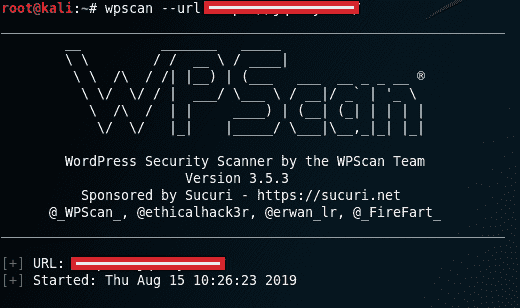 root@kali:~# wpscan --url
WPScan ®
WordPress Security Scanner by the WPScan Team
Version 3.5.3
Sponsored by Sucuri - https://sucuri.net
@_WPScan_, @ethicalhack3r, @erwan_lr, @_FireFart_
[+] URL:
[+] Started: Thu Aug 15 10:26:23 2019